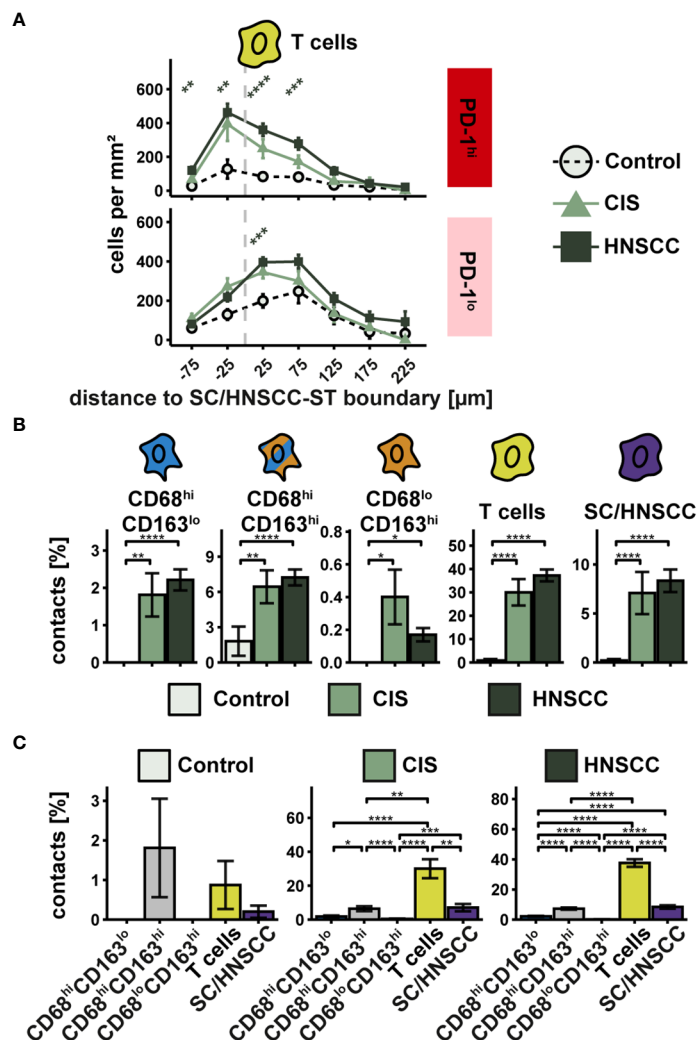 A
T cells
**
**
****
***
600
400
200
0
PD-1hi
Control
CIS
HNSCC
cells per mm²
***
600
400
200
0
PD-1lo
-75
-25
25
75
125
175
225
distance to SC/HNSCC-ST boundary [µm]
B
CD68hi
CD163lo
CD68hi
CD163hi
CD68lo
CD163hi
T cells
SC/HNSCC
contacts [%]
3
2
1
0
****
**
9
6
3
0
****
**
0.8
0.6
0.4
0.2
0.0
*
*
50
40
30
20
10
0
****
****
10
5
0
****
****
Control
CIS
HNSCC
C
Control
CIS
HNSCC
contacts [%]
3
2
1
0
60
40
20
0
**
****
***
*
****
****
**
80
60
40
20
0
****
****
****
****
****
****
****
****
****
CD68hiCD163lo
CD68hiCD163hi
CD68loCD163hi
T cells
SC/HNSCC
CD68hiCD163lo
CD68hiCD163hi
CD68loCD163hi
T cells
SC/HNSCC
CD68hiCD163lo
CD68hiCD163hi
CD68loCD163hi
T cells
SC/HNSCC